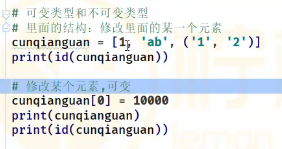 # 可变类型和不可变类型
# 里面的结构：修改里面的某一个元素
cunqianguan = [1, 'ab', ('1', '2')]
print(id(cunqianguan))
# 修改某个元素,可变
cunqianguan[0] = 10000
print(cunqianguan)
print(id(cunqianguan))